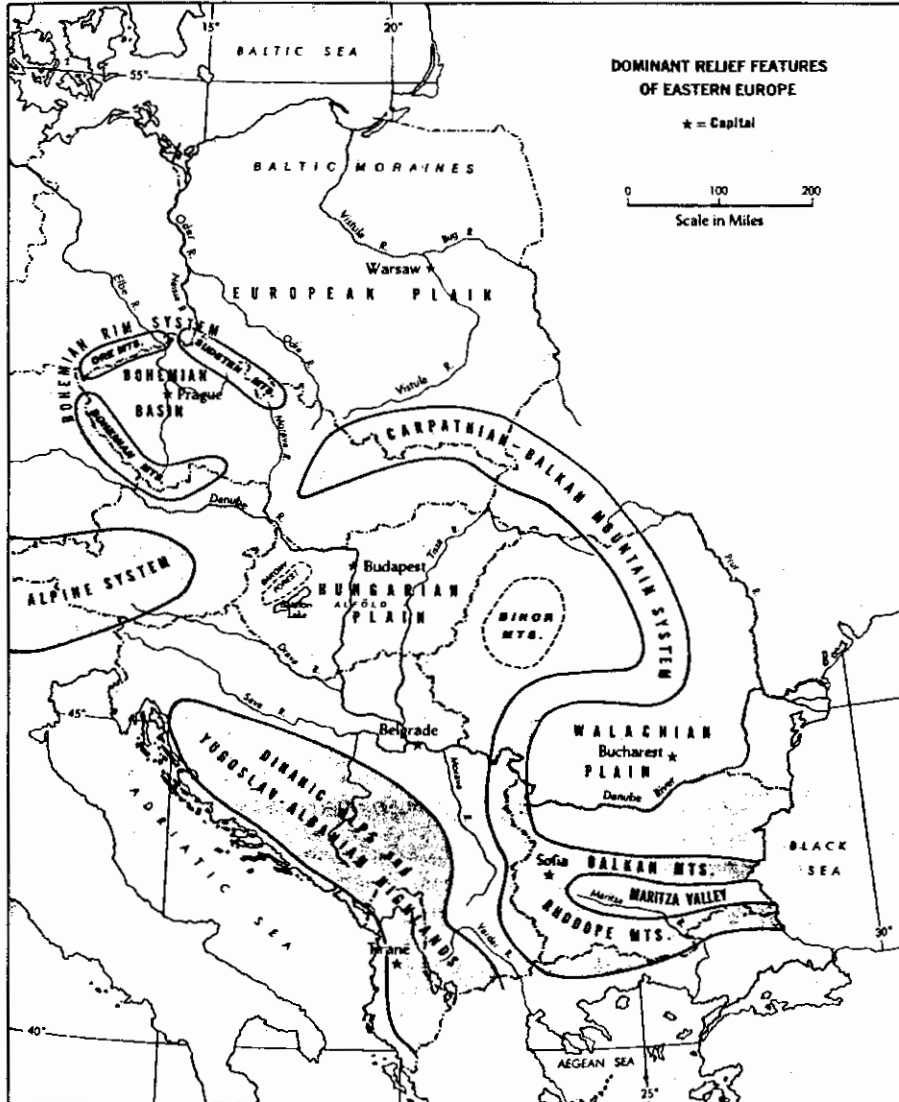 15°
20°
BALTIC SEA
55°
DOMINANT RELIEF FEATURES
OF EASTERN EUROPE
★ = Capital
0 100 200
Scale in Miles
BALTIC MORAINES
Oder R.
Vistula R.
Bug R.
Warsaw
Elbe R.
Neisse R.
EUROPEAN PLAIN
BOHEMIAN RIM SYSTEM
ORE MTS.
SUDETEN MTS.
Oder R.
Vistula R.
BOHEMIAN
BASIN
Prague
BOHEMIAN MTS.
Morava R.
CARPATHIAN-BALKAN MOUNTAIN SYSTEM
Danube R.
Tisza R.
Prut R.
ALPINE SYSTEM
Budapest
BAKONY
FOREST
HUNGARIAN
ALFÖLD
PLAIN
Balaton
Lake
BIHOR
MTS.
Drava R.
Sava R.
45°
Belgrade
Morava R.
WALACHIAN
Bucharest
PLAIN
Danube River
DINARIC ALPS AND
YUGOSLAV-ALBANIAN HIGHLANDS
ADRIATIC SEA
Sofia
BALKAN MTS.
Maritza R.
MARITZA VALLEY
RHODOPE MTS.
BLACK
SEA
Vardar R.
Tiranë
30°
40°
AEGEAN SEA
25°